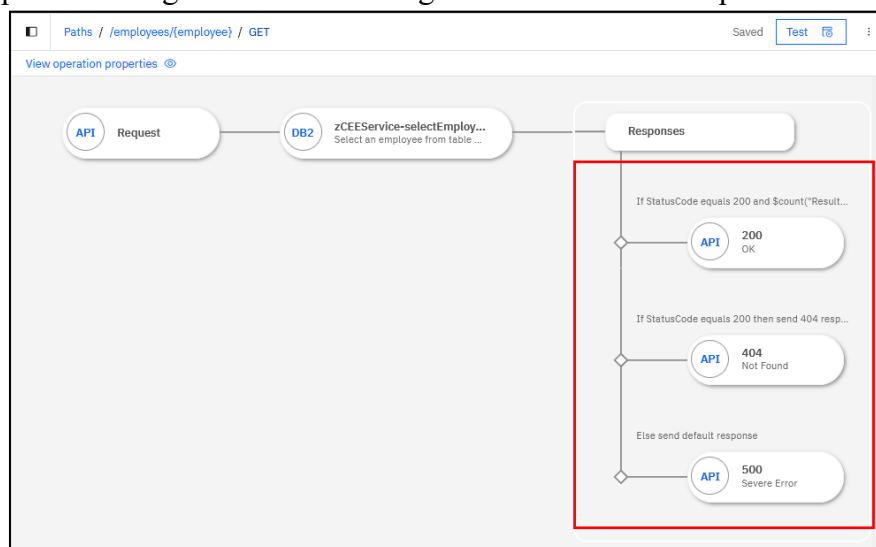 Paths / /employees/{employee} / GET
Saved
Test
View operation properties
API
Request
DB2
zCEEService-selectEmploy...
Select an employee from table ...
Responses
If StatusCode equals 200 and $count("Result...
API
200
OK
If StatusCode equals 200 then send 404 resp...
API
404
Not Found
Else send default response
API
500
Severe Error